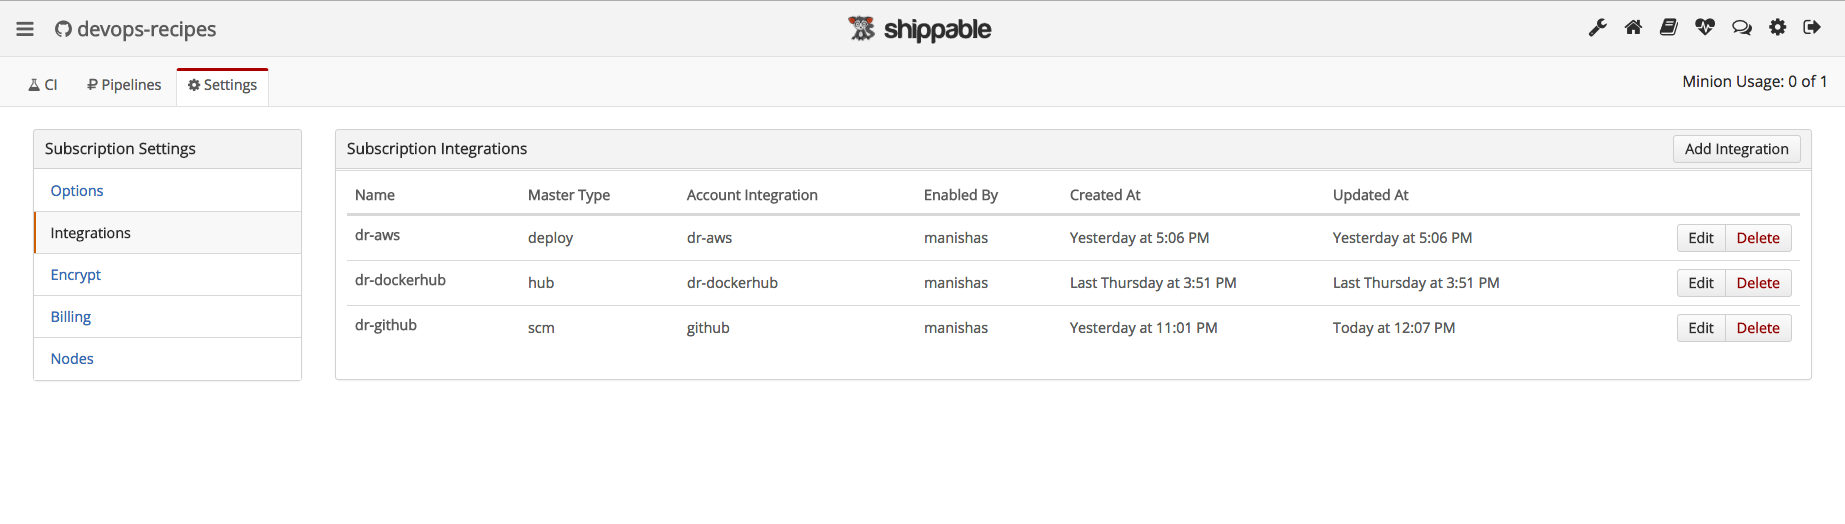 devops-recipes
shippable
CI Pipelines Settings
Minion Usage: 0 of 1
Subscription Settings
Options
Integrations
Encrypt
Billing
Nodes
Subscription Integrations Add Integration
Name Master Type Account Integration Enabled By Created At Updated At
dr-aws deploy dr-aws manishas Yesterday at 5:06 PM Yesterday at 5:06 PM Edit Delete
dr-dockerhub hub dr-dockerhub manishas Last Thursday at 3:51 PM Last Thursday at 3:51 PM Edit Delete
dr-github scm github manishas Yesterday at 11:01 PM Today at 12:07 PM Edit Delete